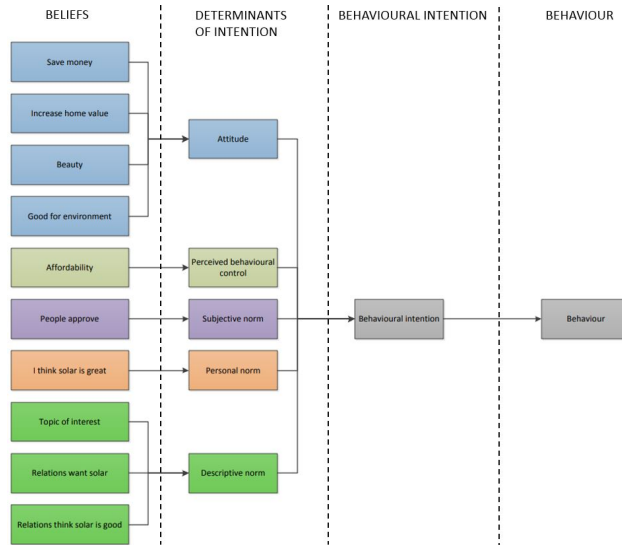 BELIEFS
DETERMINANTS
OF INTENTION
BEHAVIOURAL INTENTION
BEHAVIOUR
Save money
Increase home value
Beauty
Good for environment
Affordability
People approve
I think solar is great
Topic of interest
Relations want solar
Relations think solar is good
Attitude
Perceived behavioural
control
Subjective norm
Personal norm
Descriptive norm
Behavioural intention
Behaviour